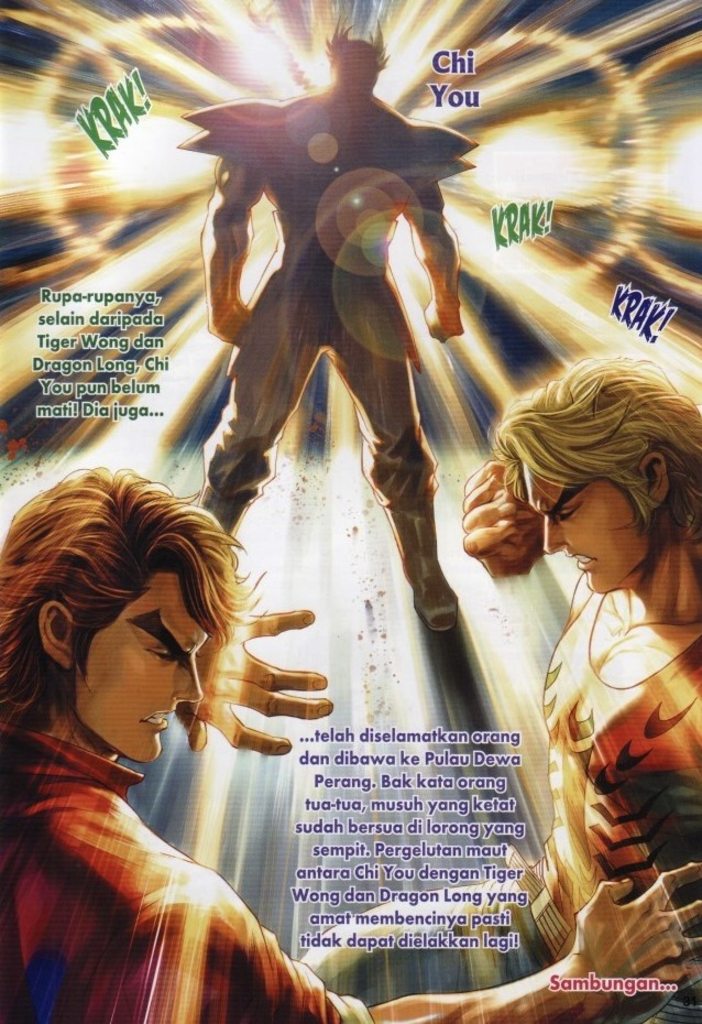 Chi
You
KRAK!
KRAK!
KRAK!
Rupa-rupanya,
selain daripada
Tiger Wong dan
Dragon Long, Chi
You pun belum
mati! Dia juga...
...telah diselamatkan orang
dan dibawa ke Pulau Dewa
Perang. Bak kata orang
tua-tua, musuh yang ketat
sudah bersua di lorong yang
sempit. Pergelutan maut
antara Chi You dengan Tiger
Wong dan Dragon Long yang
amat membencinya pasti
tidak dapat dielakkan lagi!
Sambungan...
31